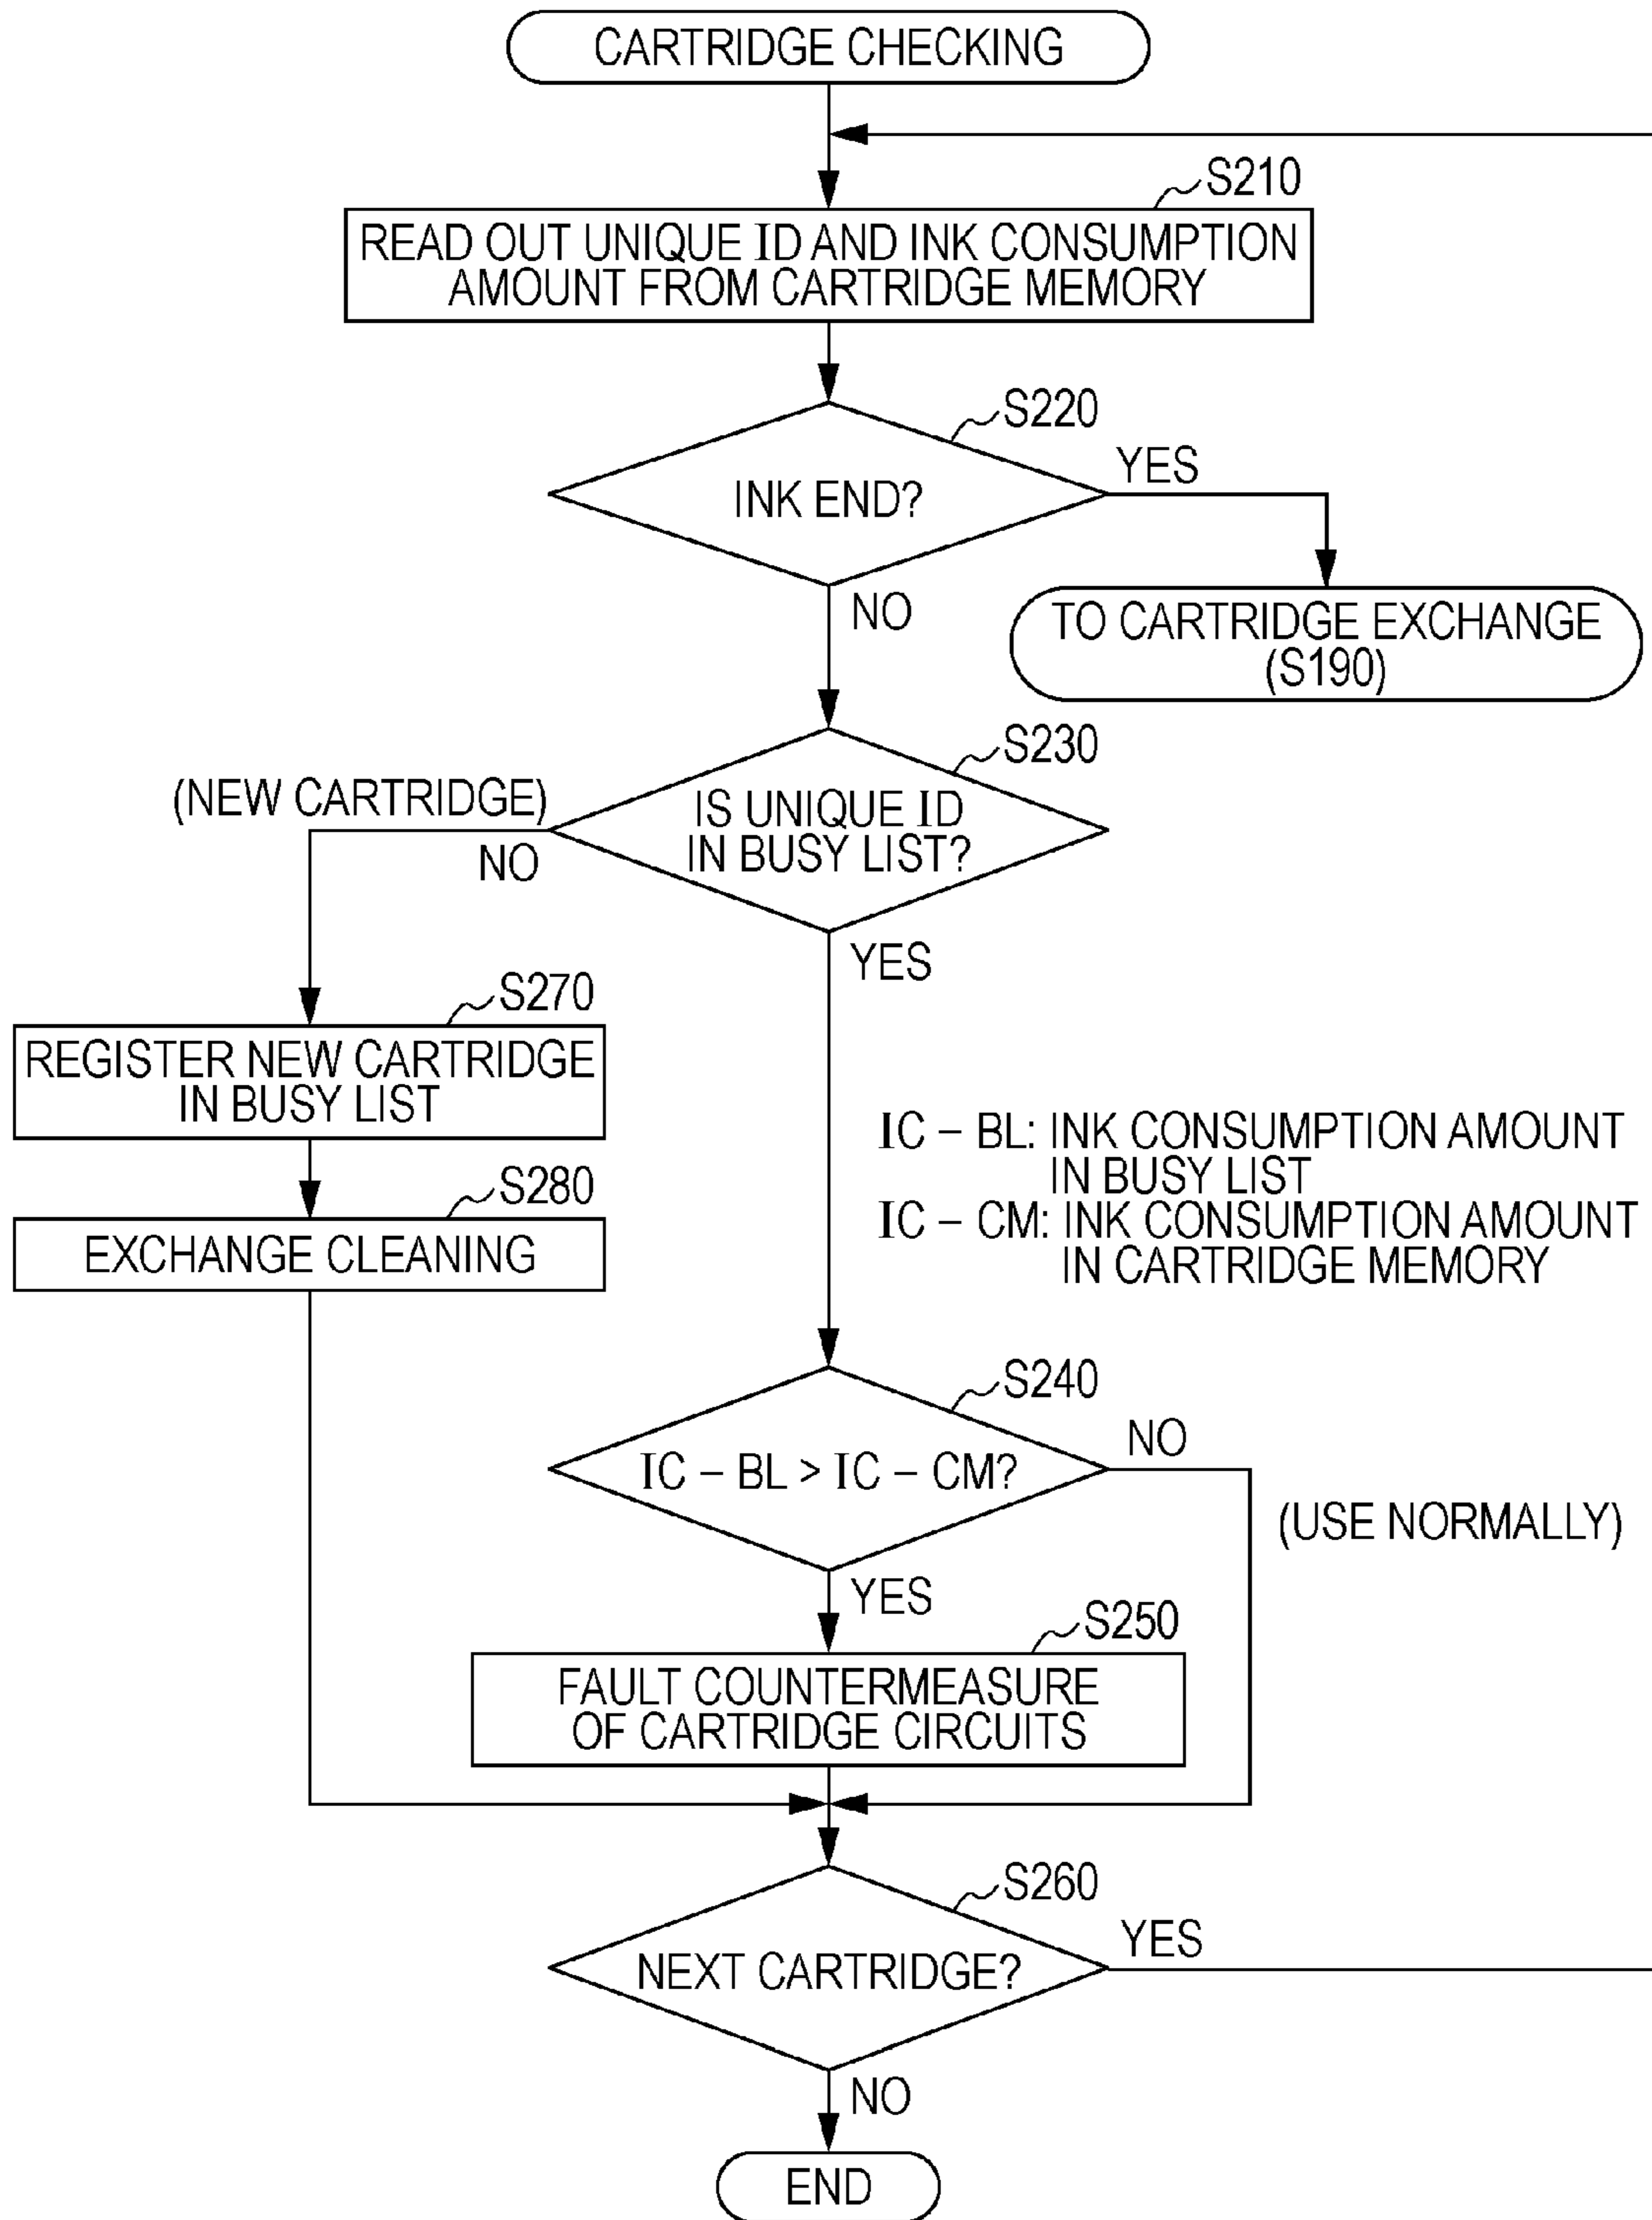 CARTRIDGE CHECKING
S210
READ OUT UNIQUE ID AND INK CONSUMPTION
AMOUNT FROM CARTRIDGE MEMORY
S220
INK END?
YES
NO
TO CARTRIDGE EXCHANGE
(S190)
S230
IS UNIQUE ID
IN BUSY LIST?
(NEW CARTRIDGE)
NO
YES
S270
REGISTER NEW CARTRIDGE
IN BUSY LIST
S280
EXCHANGE CLEANING
IC – BL: INK CONSUMPTION AMOUNT
IN BUSY LIST
IC – CM: INK CONSUMPTION AMOUNT
IN CARTRIDGE MEMORY
S240
IC – BL > IC – CM?
NO
(USE NORMALLY)
YES
S250
FAULT COUNTERMEASURE
OF CARTRIDGE CIRCUITS
S260
NEXT CARTRIDGE?
YES
NO
END